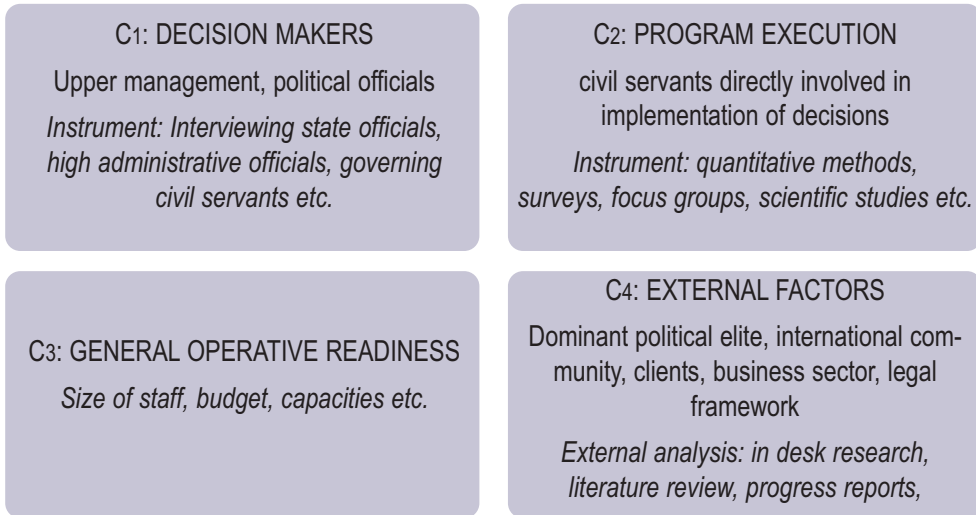 C1: DECISION MAKERS
Upper management, political officials
Instrument: Interviewing state officials,
high administrative officials, governing
civil servants etc.
C2: PROGRAM EXECUTION
civil servants directly involved in
implementation of decisions
Instrument: quantitative methods,
surveys, focus groups, scientific studies etc.
C3: GENERAL OPERATIVE READINESS
Size of staff, budget, capacities etc.
C4: EXTERNAL FACTORS
Dominant political elite, international com-
munity, clients, business sector, legal
framework
External analysis: in desk research,
literature review, progress reports,